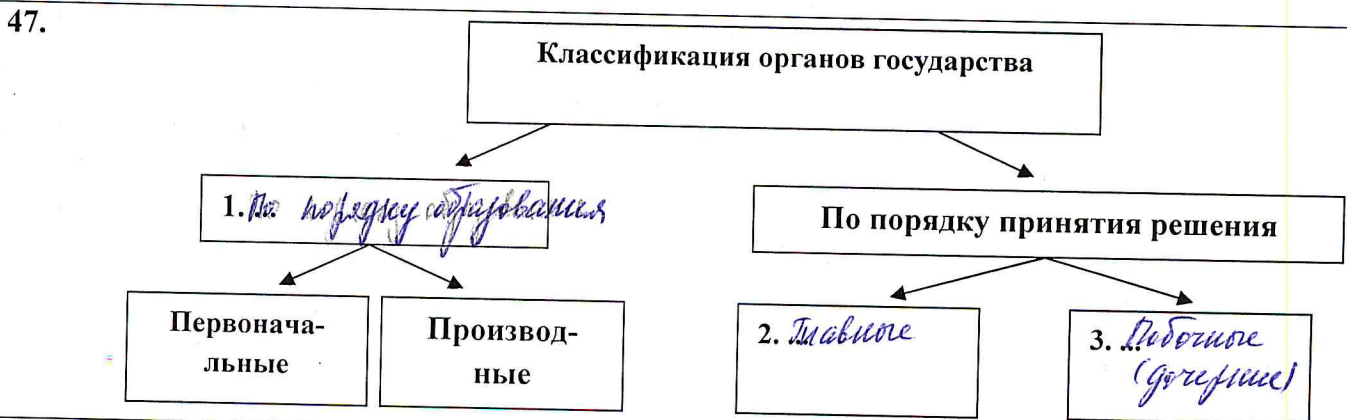 47.
Классификация органов государства
1. ... По порядку образования
По порядку принятия решения
Первонача-
льные
Производ-
ные
2. ... Главные
3. ... Побочные
(дочерние)